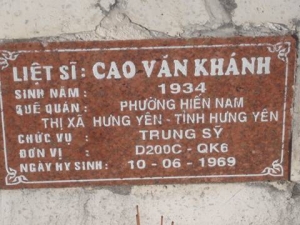 LIỆT SĨ : CAO VĂN KHÁNH
SINH NĂM : 1934
QUÊ QUÁN : PHƯỜNG HIẾN NAM
THỊ XÃ HƯNG YÊN - TỈNH HƯNG YÊN
CHỨC VỤ : TRUNG SỸ
ĐƠN VỊ : D200C - QK6
NGÀY HY SINH : 10 - 06 - 1969